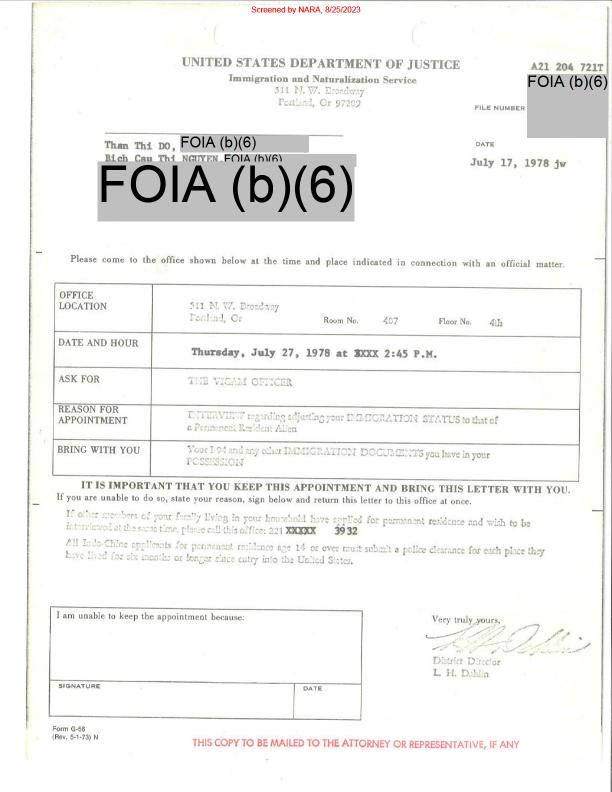 Screened by NARA, 8/25/2023
UNITED STATES DEPARTMENT OF JUSTICE
Immigration and Naturalization Service
511 N. W. Broadway
Portland, Or 97209
A21 204 721T
FOIA (b)(6)
FILE NUMBER
Than Thi DO, FOIA (b)(6)
Bich Cau Thi NGUYEN, FOIA (b)(6)
FOIA (b)(6)
DATE
July 17, 1978 jw
Please come to the office shown below at the time and place indicated in connection with an official matter.
OFFICE LOCATION
511 N. W. Broadway
Portland, Or Room No. 407 Floor No. 4th
DATE AND HOUR
Thursday, July 27, 1978 at XXXX 2:45 P.M.
ASK FOR
THE OFFICER
REASON FOR APPOINTMENT
INTERVIEW regarding adjusting your IMMIGRATION STATUS to that of
a Permanent Resident Alien
BRING WITH YOU
Your I-94 and any other IMMIGRATION DOCUMENTS you have in your
POSSESSION
IT IS IMPORTANT THAT YOU KEEP THIS APPOINTMENT AND BRING THIS LETTER WITH YOU.
If you are unable to do so, state your reason, sign below and return this letter to this office at once.
If other members of your family living in your household have applied for permanent residence and wish to be
interviewed at the same time, please call this office: 221 XXXXX 3932
All Indo-Chine applicants for permanent residence age 14 or over must submit a police clearance for each place they
have lived for six months or longer since entry into the United States.
I am unable to keep the appointment because:
SIGNATURE
DATE
Very truly yours,
District Director
L. H. Dahlin
Form G-56
(Rev. 5-1-73) N
THIS COPY TO BE MAILED TO THE ATTORNEY OR REPRESENTATIVE, IF ANY